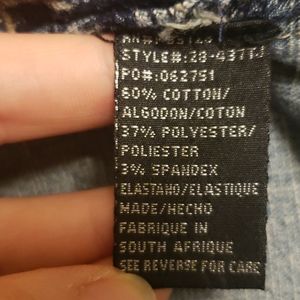 STYLE#:28-437TJ
PO#:062751
60% COTTON/
ALGODON/COTON
37% POLYESTER/
POLIESTER
3% SPANDEX
ELASTANO/ELASTIQUE
MADE/HECHO
FABRIQUE IN
SOUTH AFRIQUE
SEE REVERSE FOR CARE